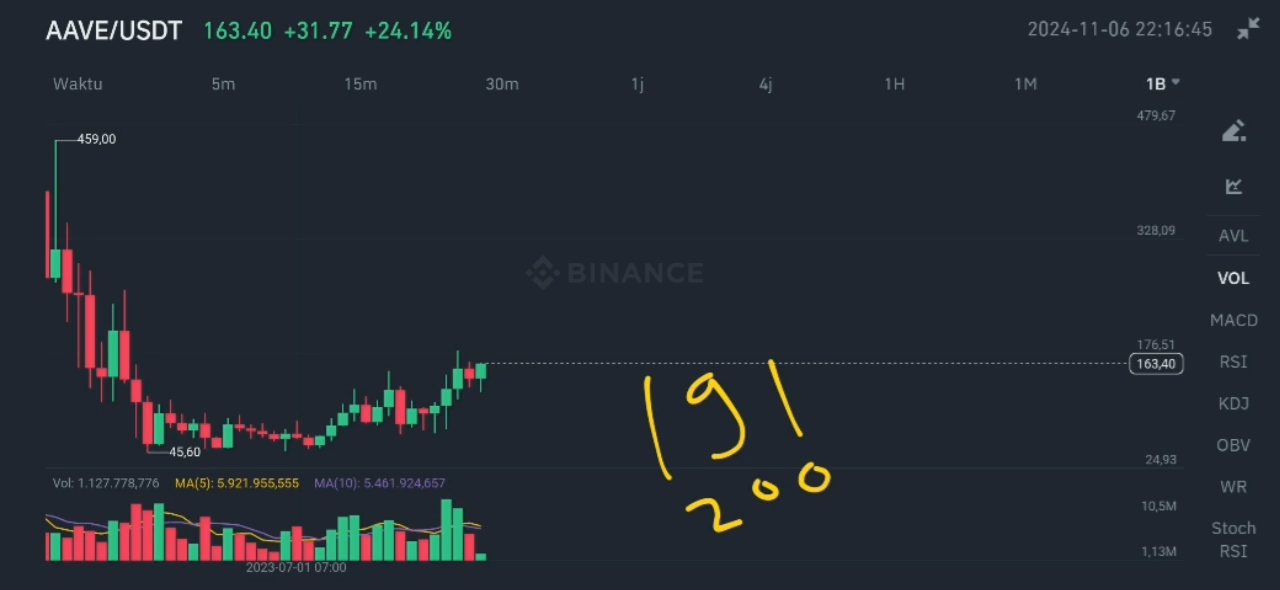 AAVE/USDT 163.40 +31.77 +24.14% 2024-11-06 22:16:45
Waktu 5m 15m 30m 1j 4j 1H 1M 1B
479,67
459,00
328,09
AVL
BINANCE
VOL
MACD
176,51
163,40
RSI
191
KDJ
OBV
45,60
24,93
200
Vol: 1.127.778,776 MA(5): 5.921.955,555 MA(10): 5.461.924,657
WR
10,5M
Stoch
RSI
1,13M
2023-07-01 07:00